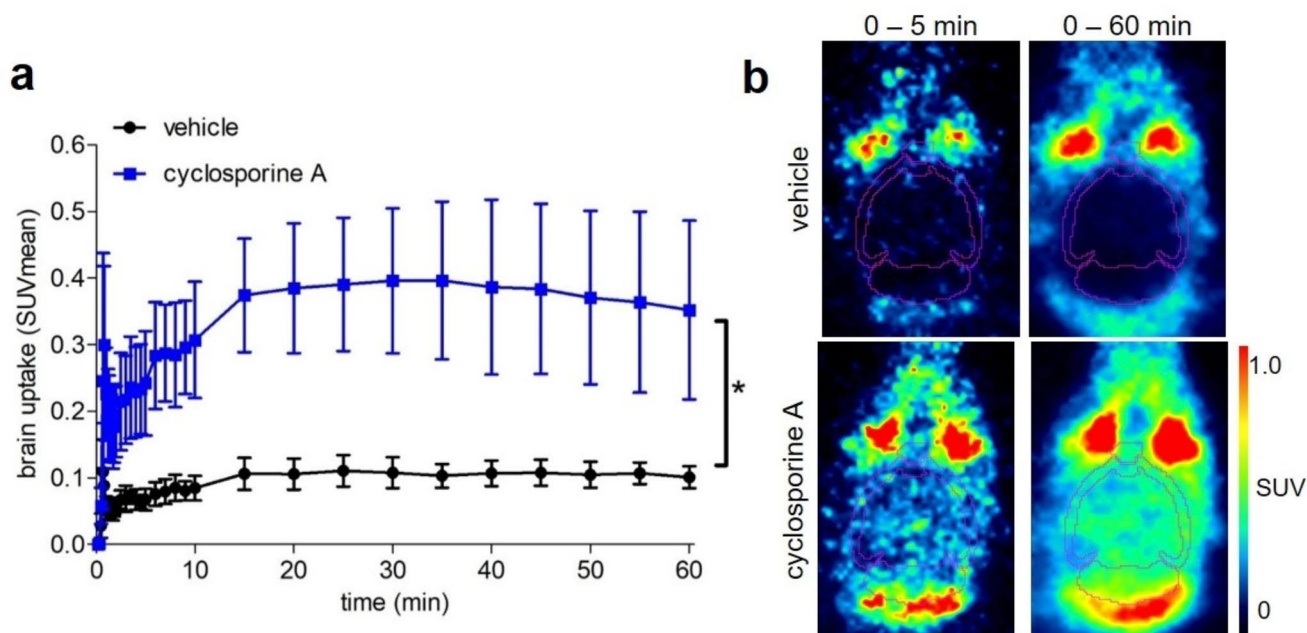 a
vehicle
cyclosporine A
brain uptake (SUVmean)
0.6
0.5
0.4
0.3
0.2
0.1
0.0
0 10 20 30 40 50 60
time (min)
*
b
0 – 5 min 0 – 60 min
vehicle
cyclosporine A
1.0
SUV
0